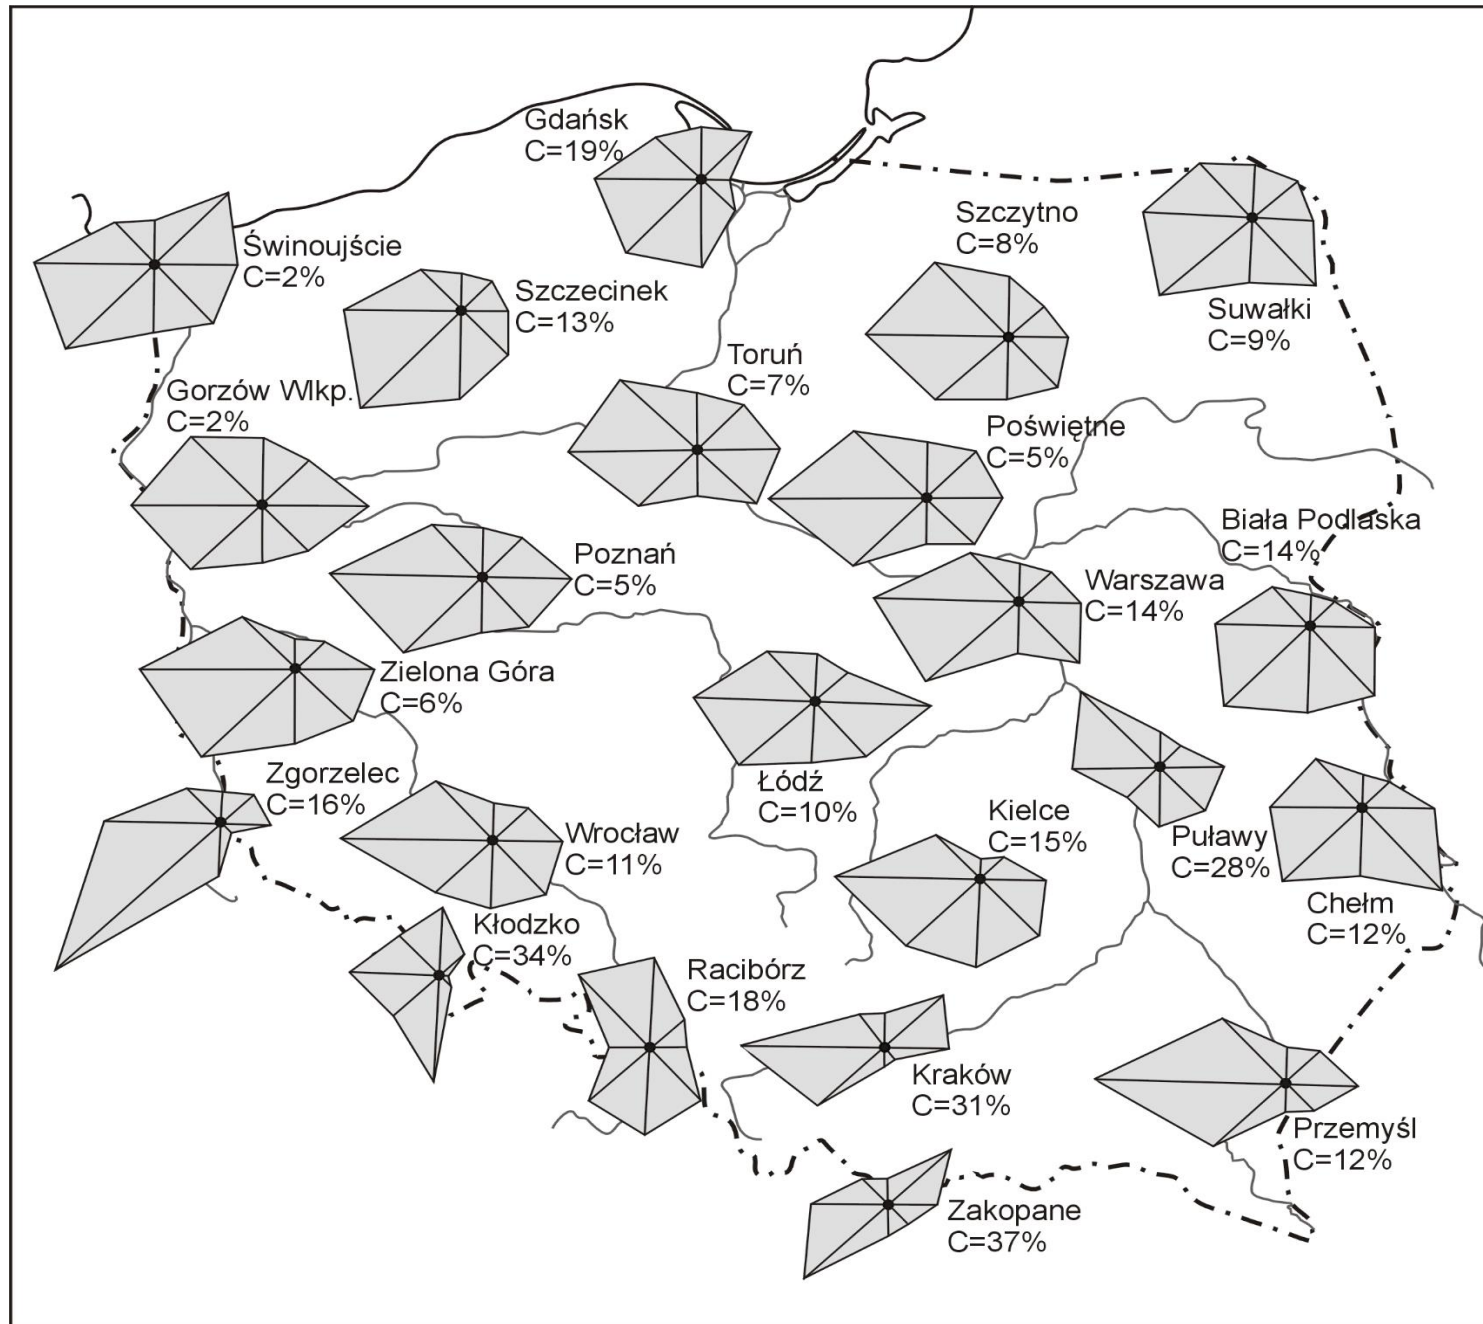 Gdańsk
C=19%
Świnoujście
C=2%
Szczecinek
C=13%
Szczytno
C=8%
Suwałki
C=9%
Toruń
C=7%
Gorzów Wlkp.
C=2%
Poświętne
C=5%
Biała Podlaska
C=14%
Poznań
C=5%
Warszawa
C=14%
Zielona Góra
C=6%
Zgorzelec
C=16%
Łódź
C=10%
Wrocław
C=11%
Kielce
C=15%
Puławy
C=28%
Chełm
C=12%
Kłodzko
C=34%
Racibórz
C=18%
Kraków
C=31%
Przemyśl
C=12%
Zakopane
C=37%